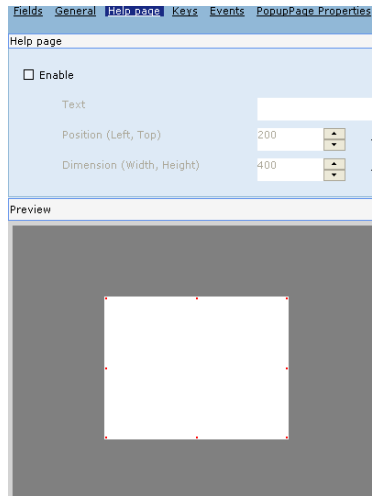 Fields General Help page Keys Events PopupPage Properties
Help page
Enable
Text
Position (Left, Top) 200
Dimension (Width, Height) 400
Preview